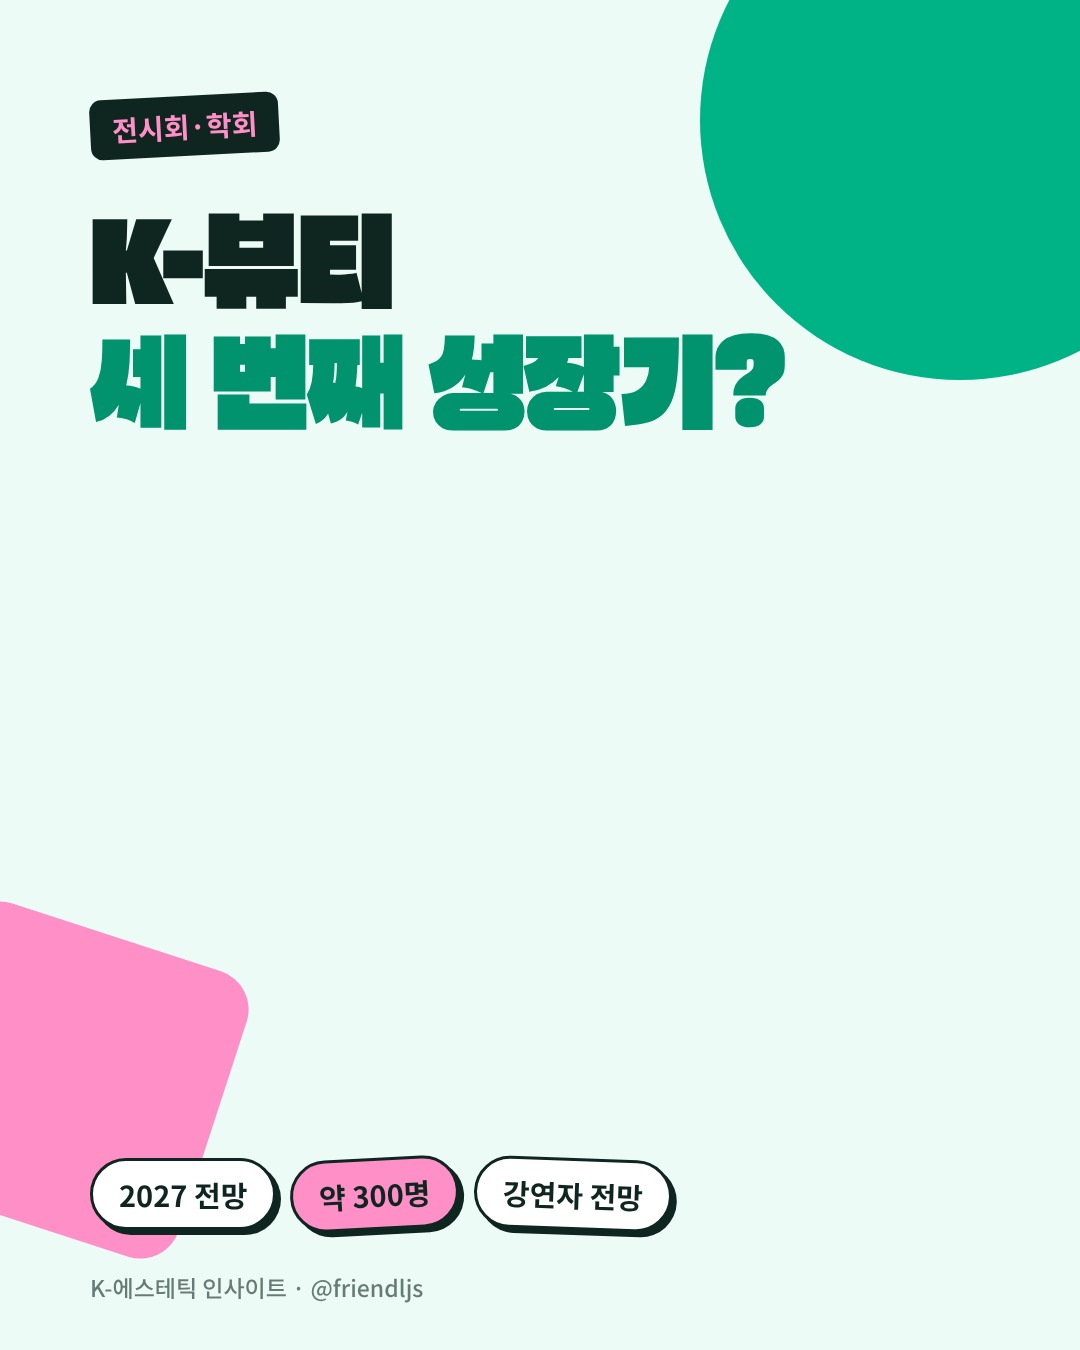 전시회·학회
K-뷰티
세 번째 성장기?
2027 전망
약 300명
강연자 전망
K-에스테틱 인사이트 · @friendljs